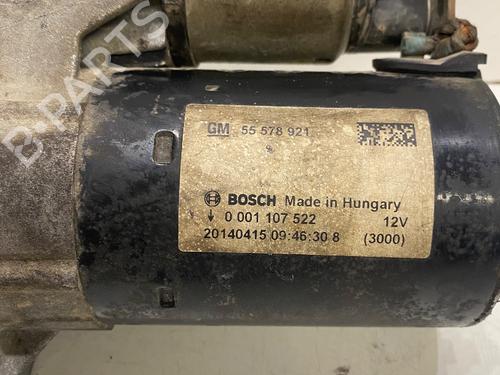 B-PARTS
GM 55 578 921
BOSCH Made in Hungary
0 001 107 522 12V
20140415 09:46:30 8 (3000)